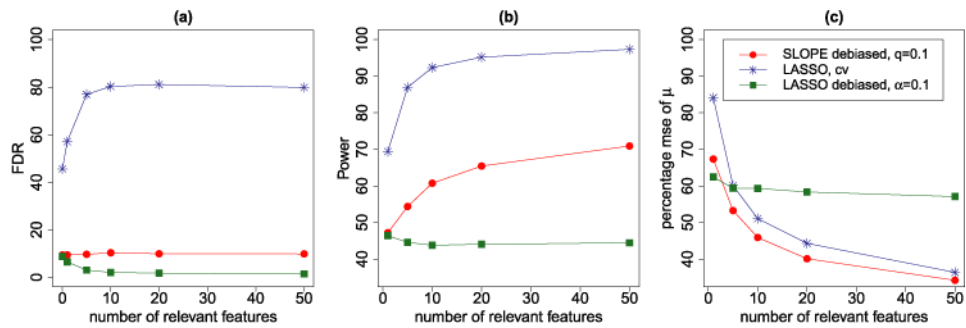 (a)
FDR
100
80
60
40
20
10
0
0 10 20 30 40 50
number of relevant features
(b)
Power
100
90
80
70
60
50
40
0 10 20 30 40 50
number of relevant features
(c)
percentage mse of μ
100
90
80
70
60
50
40
SLOPE debiased, q=0.1
LASSO, cv
LASSO debiased, α=0.1
0 10 20 30 40 50
number of relevant features